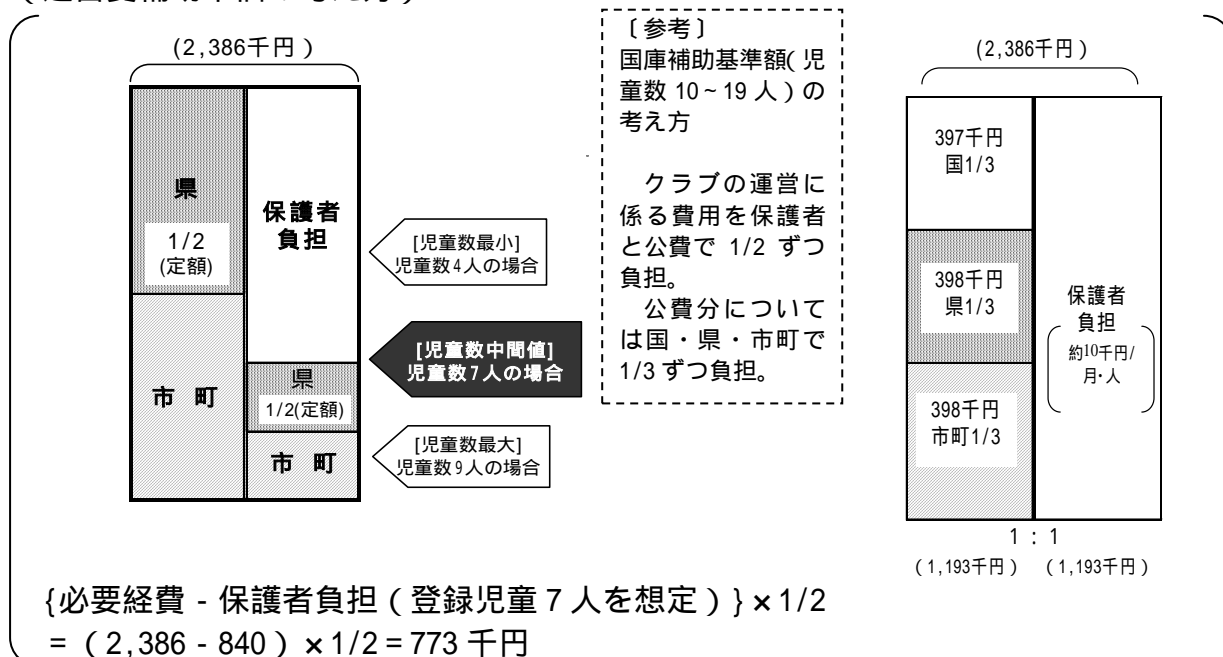 (2,386千円)
県
1/2
(定額)
市 町
保護者
負担
県
1/2(定額)
市 町
[児童数最小]
児童数4人の場合
[児童数中間値]
児童数7人の場合
[児童数最大]
児童数9人の場合
〔参考〕
国庫補助基準額(児
童数10~19人)の
考え方
クラブの運営に
係る費用を保護者
と公費で 1/2 ずつ
負担。
公費分について
は国・県・市町で
1/3 ずつ負担。
(2,386千円)
397千円
国1/3
398千円
県1/3
398千円
市町1/3
保護者
負担
約10千円/
月・人
1 : 1
(1,193千円) (1,193千円)
{必要経費 - 保護者負担(登録児童7人を想定)}×1/2
=(2,386 - 840)×1/2=773 千円